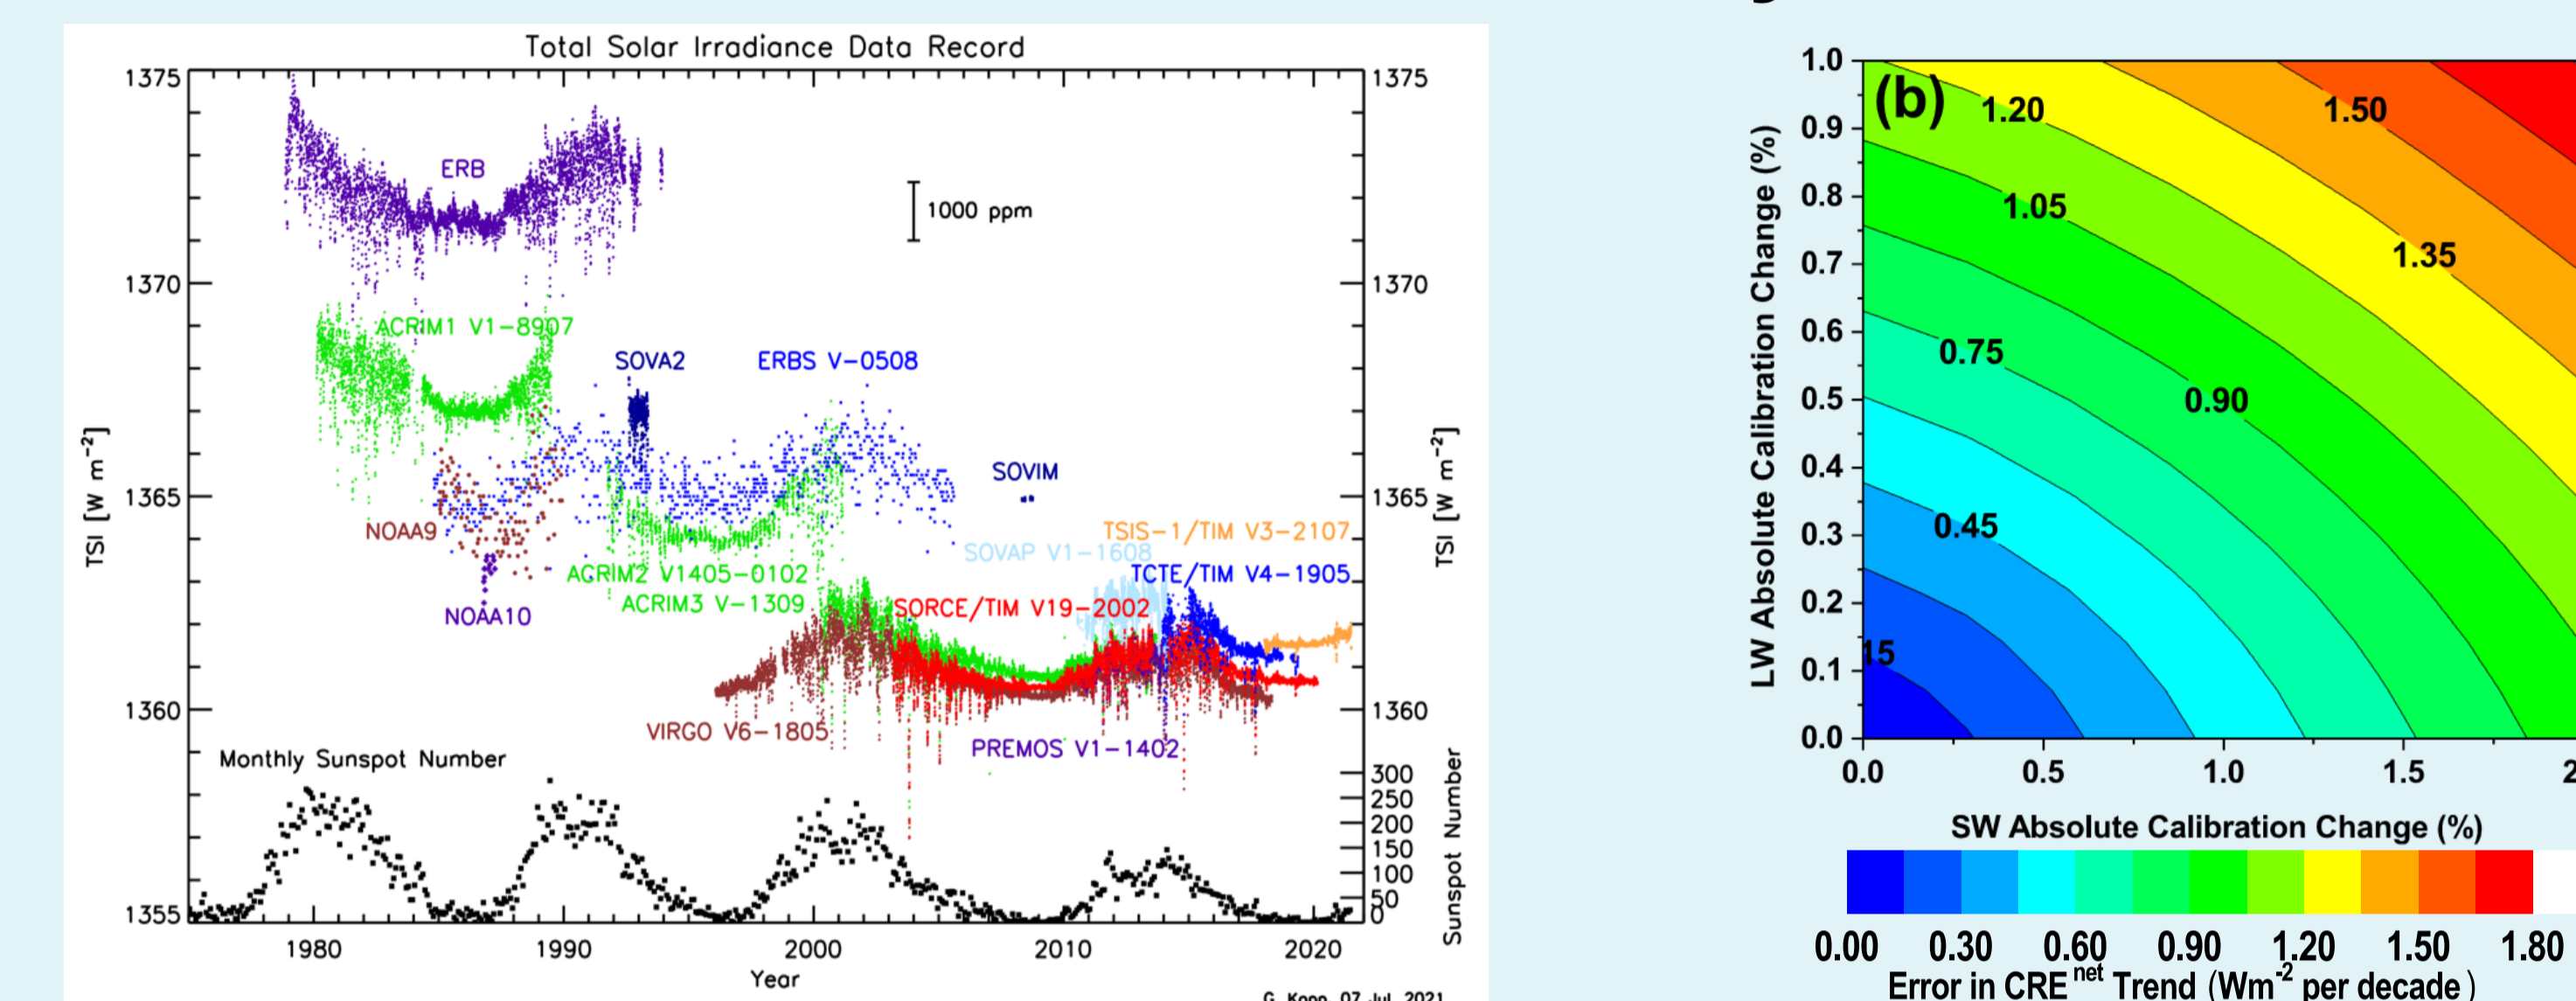 Total Solar Irradiance Data Record
1375
1370
1365
1360
1355
TSI [W m⁻²]
ERB
1000 ppm
ACRIM1 V1-8907
SOVA2
ERBS V-0508
SOVIM
NOAA9
TSIS-1/TIM V3-2107
SOVAP V1-1608
ACRIM2 V1405-0102
TCTE/TIM V4-1905
ACRIM3 V-1309
SORCE/TIM V19-2002
NOAA10
VIRGO V6-1805
PREMOS V1-1402
Monthly Sunspot Number
1375
1370
1365
1360
TSI [W m⁻²]
300
250
200
150
100
50
0
Sunspot Number
1980 1990 2000 2010 2020
Year
G. Kopp, 07 Jul, 2021
(b)
1.0
0.9
0.8
0.7
0.6
0.5
0.4
0.3
0.2
0.1
0.0
LW Absolute Calibration Change (%)
1.20
1.50
1.05
1.35
0.75
0.90
0.45
15
0.0 0.5 1.0 1.5 2
SW Absolute Calibration Change (%)
0.00 0.30 0.60 0.90 1.20 1.50 1.80
Error in CRE net Trend (Wm⁻² per decade)